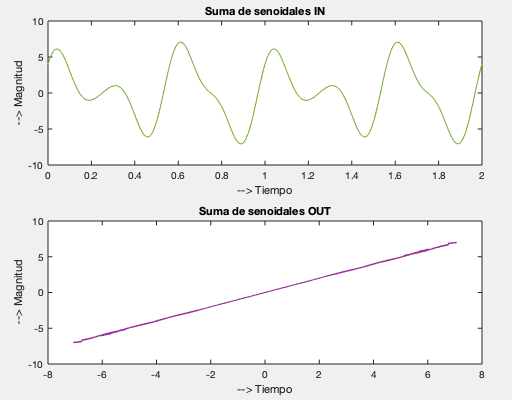 Suma de senoidales IN
10
5
0
-5
-10
--> Magnitud
0 0.2 0.4 0.6 0.8 1 1.2 1.4 1.6 1.8 2
--> Tiempo
Suma de senoidales OUT
10
5
0
-5
-10
--> Magnitud
-8 -6 -4 -2 0 2 4 6 8
--> Tiempo